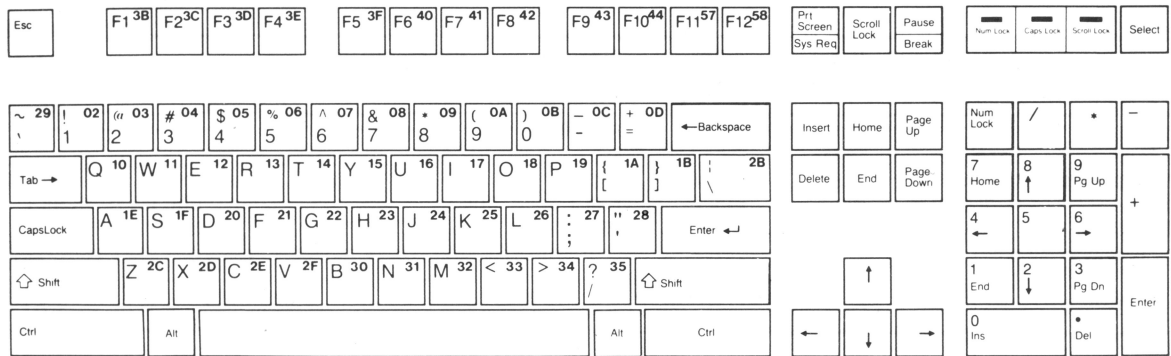 Esc F1 3B F2 3C F3 3D F4 3E F5 3F F6 40 F7 41 F8 42 F9 43 F10 44 F11 57 F12 58 Prt Screen Sys Req Scroll Lock Pause Break Num Lock Caps Lock Scroll Lock Select
~ 29 ! 02 @ 03 # 04 $ 05 % 06 ^ 07 & 08 * 09 ( 0A ) 0B _ 0C + 0D ←Backspace Insert Home Page Up Num Lock / * −
` 1 2 3 4 5 6 7 8 9 0 - =
Tab → Q 10 W 11 E 12 R 13 T 14 Y 15 U 16 I 17 O 18 P 19 { 1A } 1B ¦ 2B Delete End Page Down 7 Home 8 ↑ 9 Pg Up +
[ ] \
CapsLock A 1E S 1F D 20 F 21 G 22 H 23 J 24 K 25 L 26 : 27 " 28 Enter ↵ 4 ← 5 6 →
; '
⇧ Shift Z 2C X 2D C 2E V 2F B 30 N 31 M 32 < 33 > 34 ? 35 ⇧ Shift ↑ 1 End 2 ↓ 3 Pg Dn Enter
/
Ctrl Alt Alt Ctrl ← ↓ → 0 Ins • Del